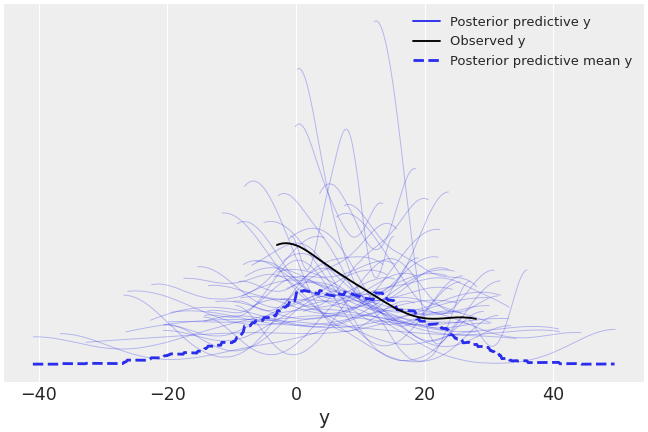 Posterior predictive y
Observed y
Posterior predictive mean y
−40
−20
0
20
40
y